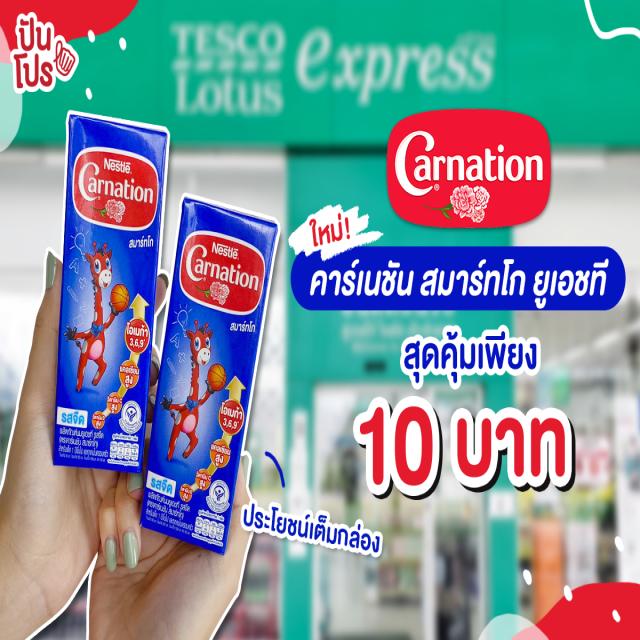 ปัน
โปร
TESCO
Lotus
express
Nestlé
Carnation
สมาร์ทโก
โอเมก้า
3,6,9
แคลเซียม
สูง
รสจืด
Nestlé
Carnation
สมาร์ทโก
โอเมก้า
3,6,9
แคลเซียม
สูง
รสจืด
Carnation
ใหม่!
คาร์เนชัน สมาร์ทโก ยูเอชที
สุดคุ้มเพียง
10 บาท
ประโยชน์เต็มกล่อง